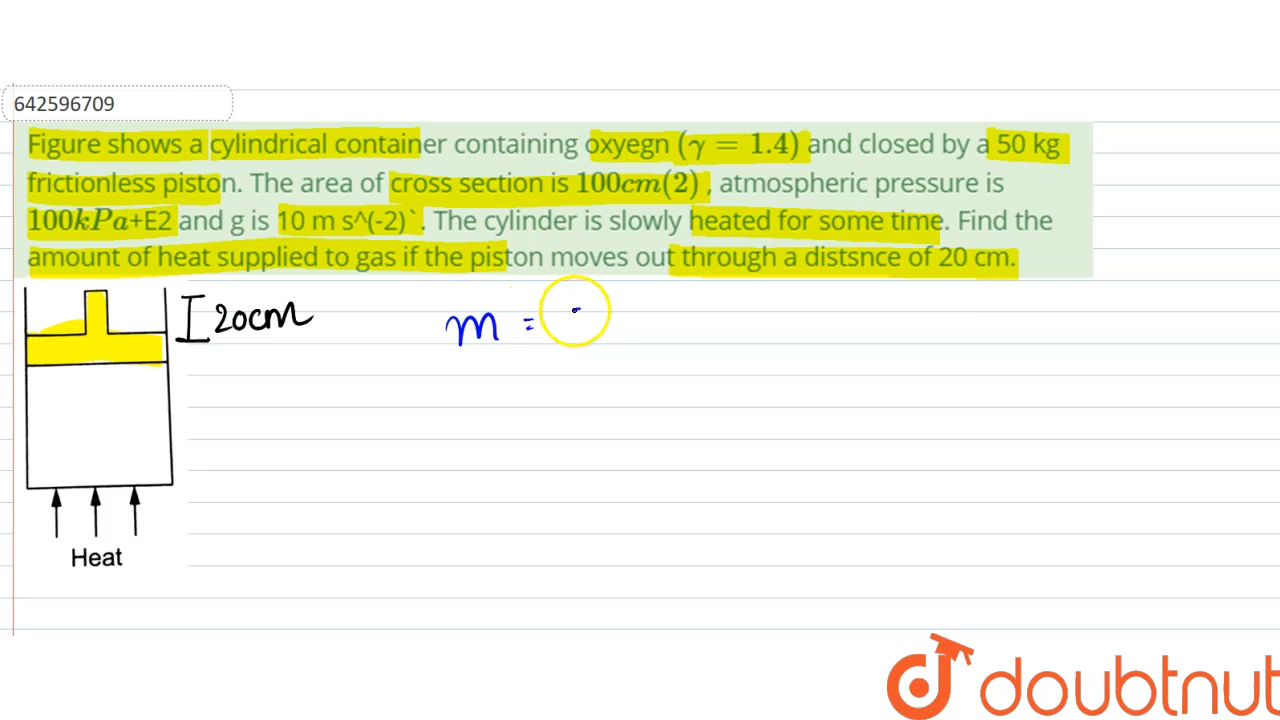 642596709
Figure shows a cylindrical container containing oxyegn (γ = 1.4) and closed by a 50 kg
frictionless piston. The area of cross section is 100cm(2) , atmospheric pressure is
100kPa+E2 and g is 10 m s^(-2)`. The cylinder is slowly heated for some time. Find the
amount of heat supplied to gas if the piston moves out through a distsnce of 20 cm.
20cm
m =
Heat
doubtnut